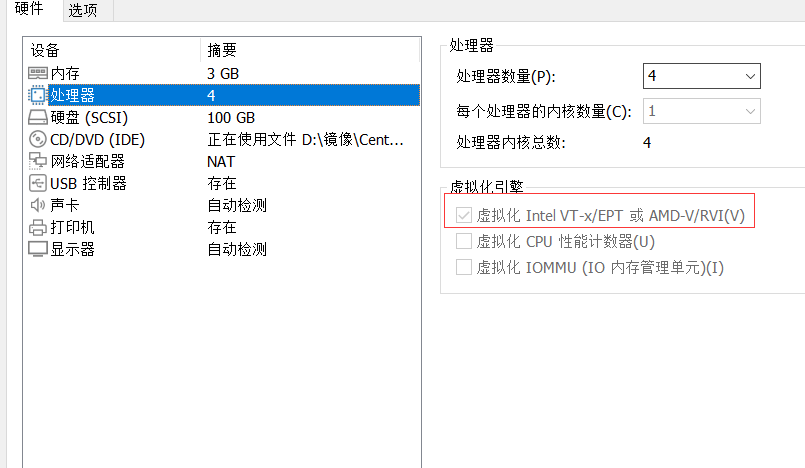 硬件 选项
设备 摘要
内存 3 GB
处理器 4
硬盘 (SCSI) 100 GB
CD/DVD (IDE) 正在使用文件 D:\镜像\Cent...
网络适配器 NAT
USB 控制器 存在
声卡 自动检测
打印机 存在
显示器 自动检测
处理器
处理器数量(P): 4
每个处理器的内核数量(C): 1
处理器内核总数: 4
虚拟化引擎
虚拟化 Intel VT-x/EPT 或 AMD-V/RVI(V)
虚拟化 CPU 性能计数器(U)
虚拟化 IOMMU (IO 内存管理单元)(I)